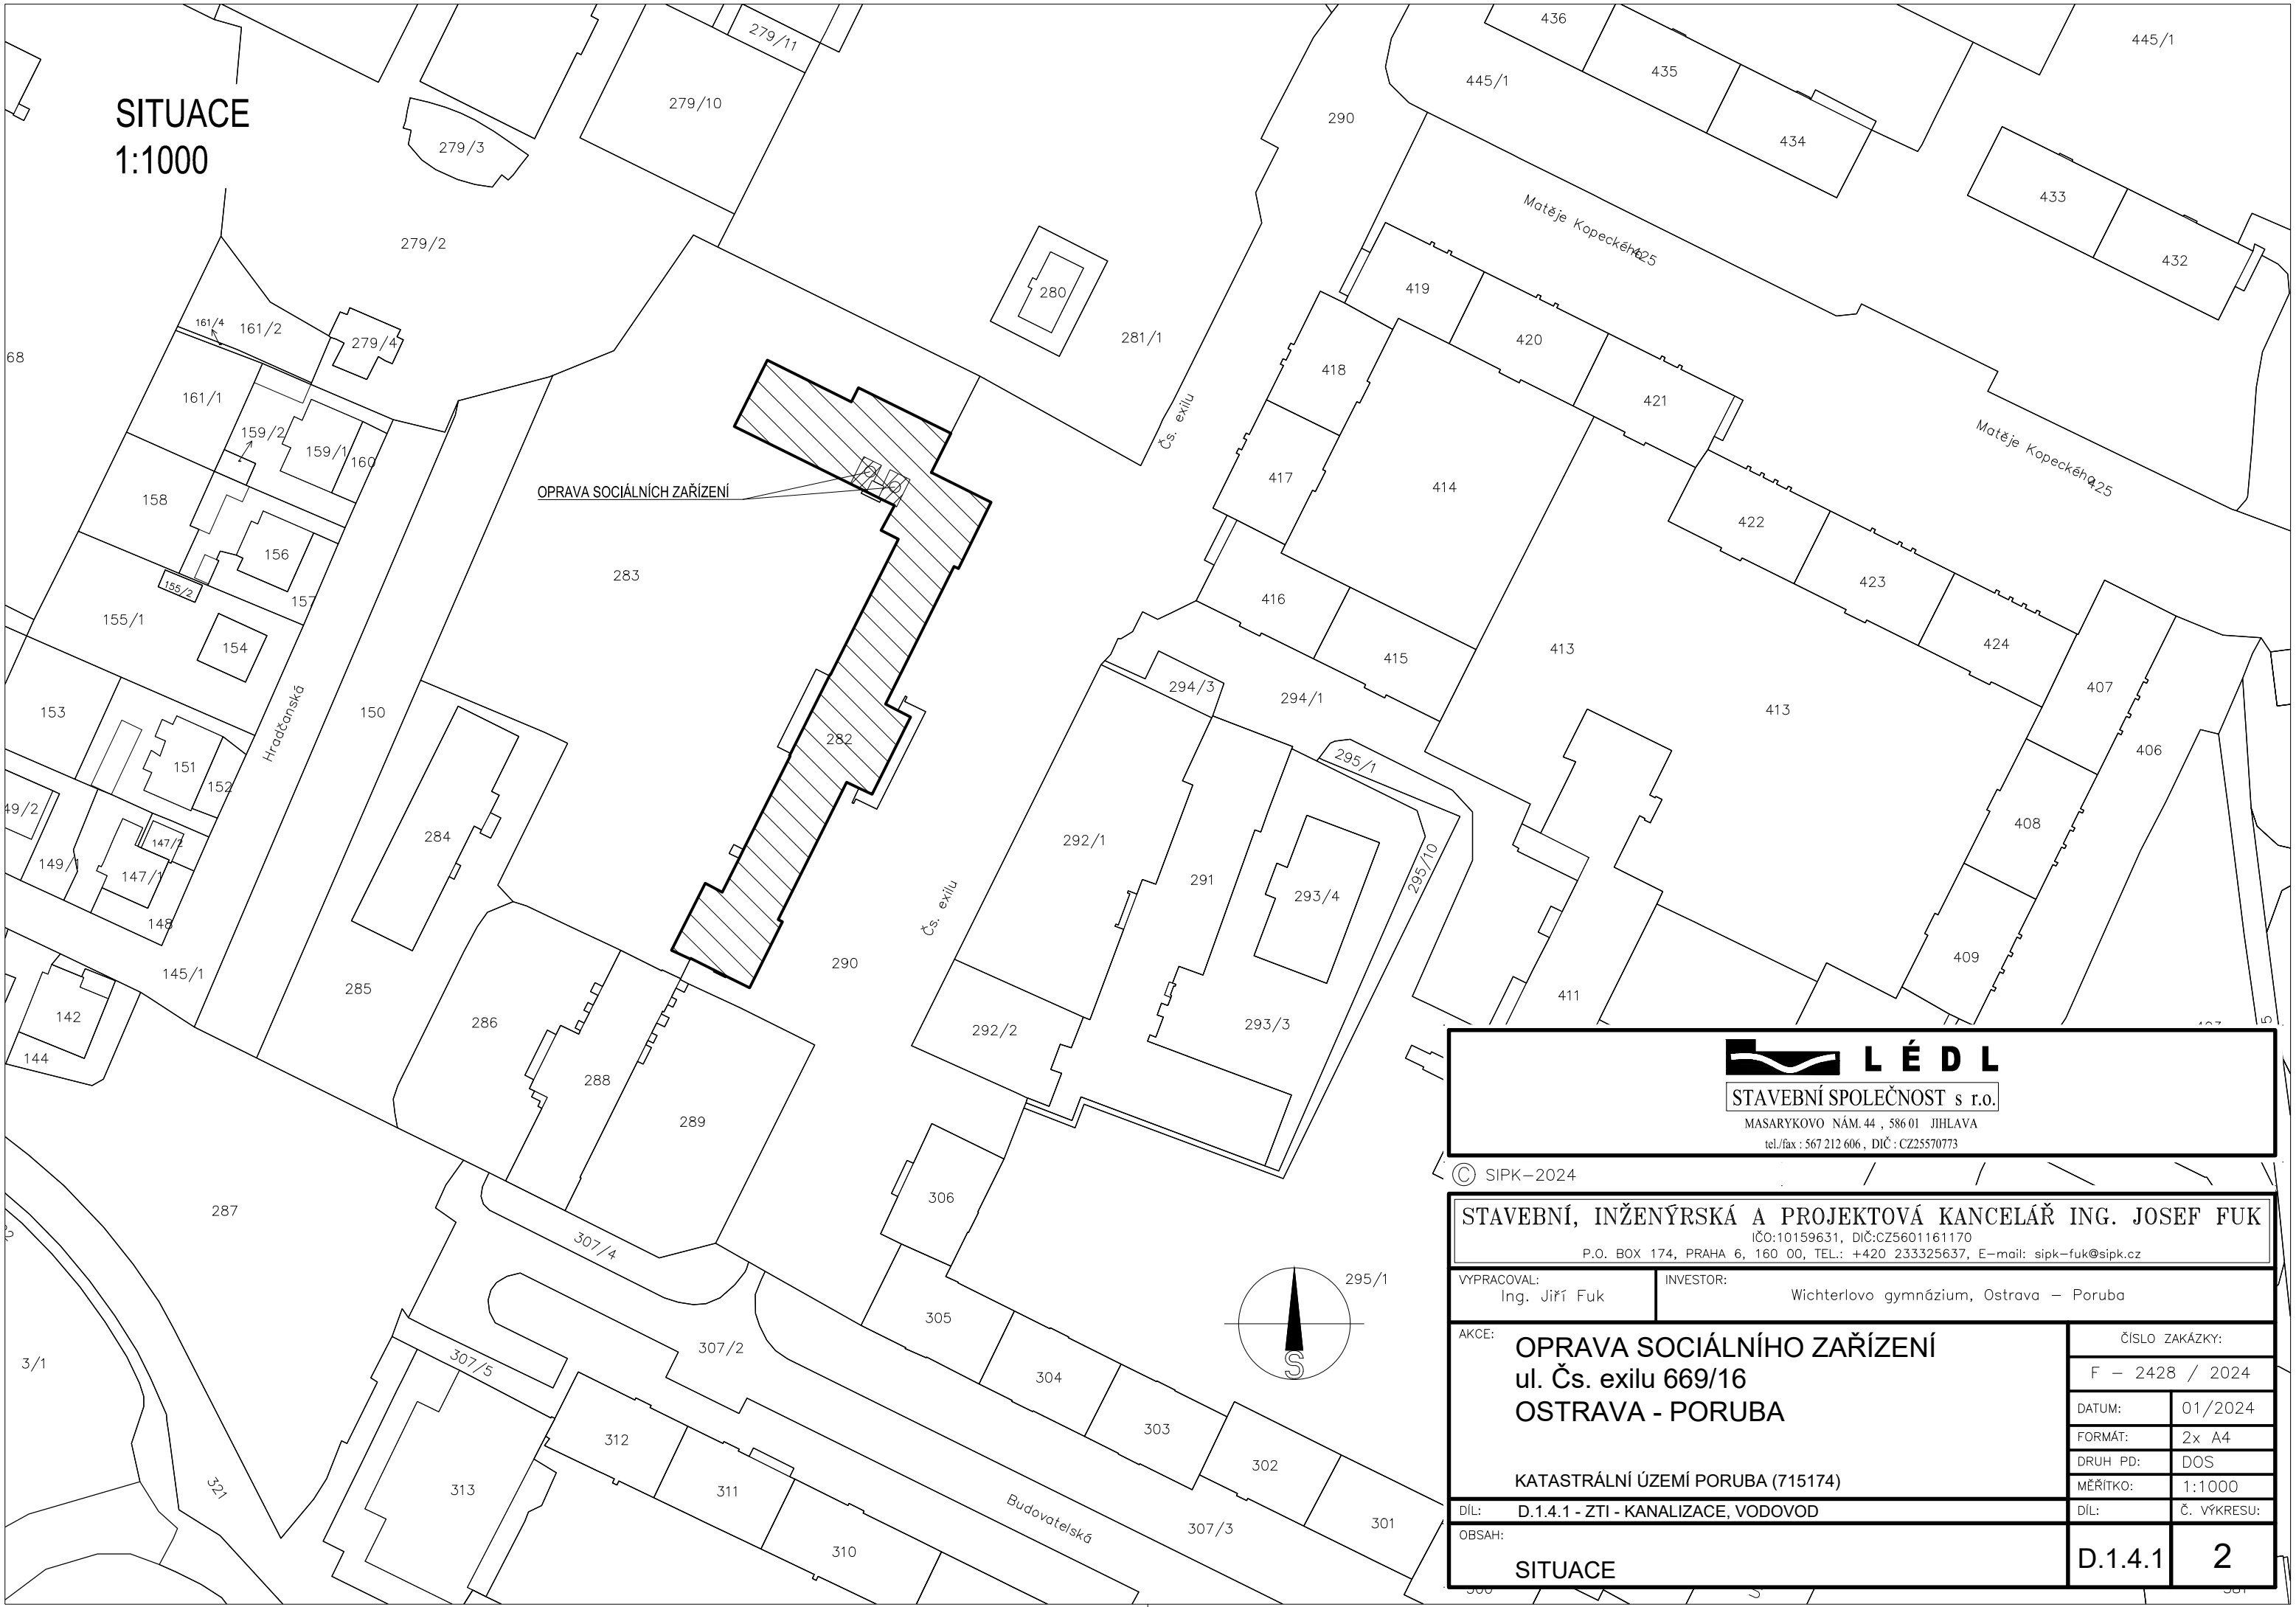 SITUACE
1:1000
279/11
279/10
279/3
279/2
290
445/1
436
435
434
445/1
433
432
Matěje Kopeckého
425
Matěje Kopeckého
425
280
281/1
Čs. exilu
419
420
421
418
417
414
422
423
424
416
415
413
413
407
406
408
409
411
161/4
161/2
279/4
68
161/1
159/2
159/1
160
158
156
157
155/2
155/1
154
153
Hradčanská
150
151
152
49/2
149/1
147/2
147/1
148
145/1
142
144
OPRAVA SOCIÁLNÍCH ZAŘÍZENÍ
283
282
284
285
286
288
289
290
Čs. exilu
294/3
294/1
295/1
295/10
292/1
291
293/4
292/2
293/3
306
287
307/4
307/2
307/5
3/1
321
313
312
311
310
305
304
303
302
301
307/3
Budovatelská
295/1
S
LÉDL
STAVEBNÍ SPOLEČNOST s r.o.
MASARYKOVO NÁM. 44 , 586 01 JIHLAVA
tel./fax : 567 212 606 , DIČ : CZ25570773
© SIPK-2024
STAVEBNÍ, INŽENÝRSKÁ A PROJEKTOVÁ KANCELÁŘ ING. JOSEF FUK
IČO:10159631, DIČ:CZ5601161170
P.O. BOX 174, PRAHA 6, 160 00, TEL.: +420 233325637, E-mail: sipk-fuk@sipk.cz
VYPRACOVAL:
Ing. Jiří Fuk
INVESTOR:
Wichterlovo gymnázium, Ostrava - Poruba
AKCE:
OPRAVA SOCIÁLNÍHO ZAŘÍZENÍ
ul. Čs. exilu 669/16
OSTRAVA - PORUBA
KATASTRÁLNÍ ÚZEMÍ PORUBA (715174)
ČÍSLO ZAKÁZKY:
F - 2428 / 2024
DATUM: 01/2024
FORMÁT: 2x A4
DRUH PD: DOS
MĚŘÍTKO: 1:1000
DÍL: D.1.4.1 - ZTI - KANALIZACE, VODOVOD
DÍL: Č. VÝKRESU:
OBSAH:
SITUACE
D.1.4.1 2